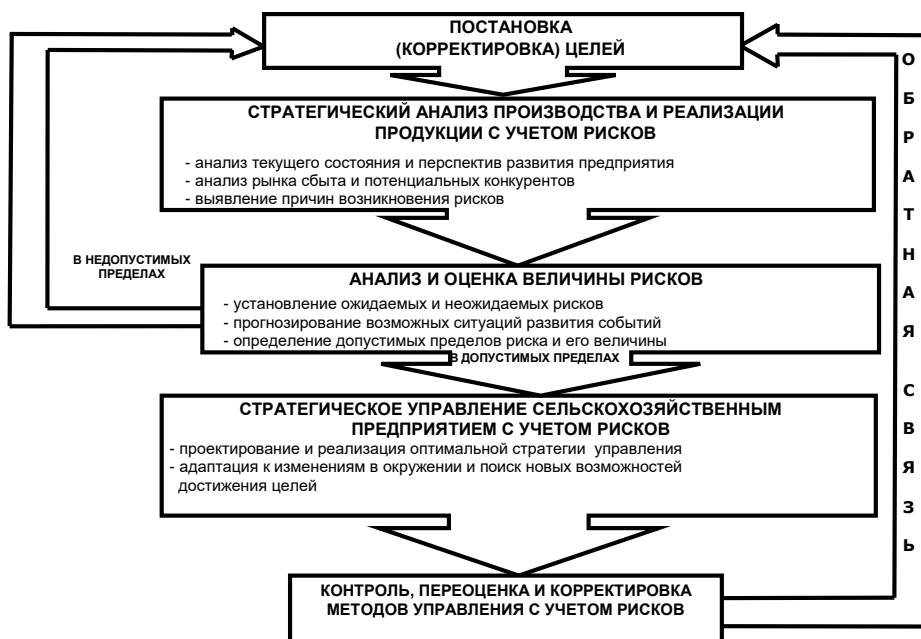 ПОСТАНОВКА
(КОРРЕКТИРОВКА) ЦЕЛЕЙ
СТРАТЕГИЧЕСКИЙ АНАЛИЗ ПРОИЗВОДСТВА И РЕАЛИЗАЦИИ
ПРОДУКЦИИ С УЧЕТОМ РИСКОВ
- анализ текущего состояния и перспектив развития предприятия
- анализ рынка сбыта и потенциальных конкурентов
- выявление причин возникновения рисков
В НЕДОПУСТИМЫХ
ПРЕДЕЛАХ
АНАЛИЗ И ОЦЕНКА ВЕЛИЧИНЫ РИСКОВ
- установление ожидаемых и неожидаемых рисков
- прогнозирование возможных ситуаций развития событий
- определение допустимых пределов риска и его величины
В ДОПУСТИМЫХ ПРЕДЕЛАХ
СТРАТЕГИЧЕСКОЕ УПРАВЛЕНИЕ СЕЛЬСКОХОЗЯЙСТВЕННЫМ
ПРЕДПРИЯТИЕМ С УЧЕТОМ РИСКОВ
- проектирование и реализация оптимальной стратегии управления
- адаптация к изменениям в окружении и поиск новых возможностей
достижения целей
КОНТРОЛЬ, ПЕРЕОЦЕНКА И КОРРЕКТИРОВКА
МЕТОДОВ УПРАВЛЕНИЯ С УЧЕТОМ РИСКОВ
ОБРАТНАЯ СВЯЗЬ